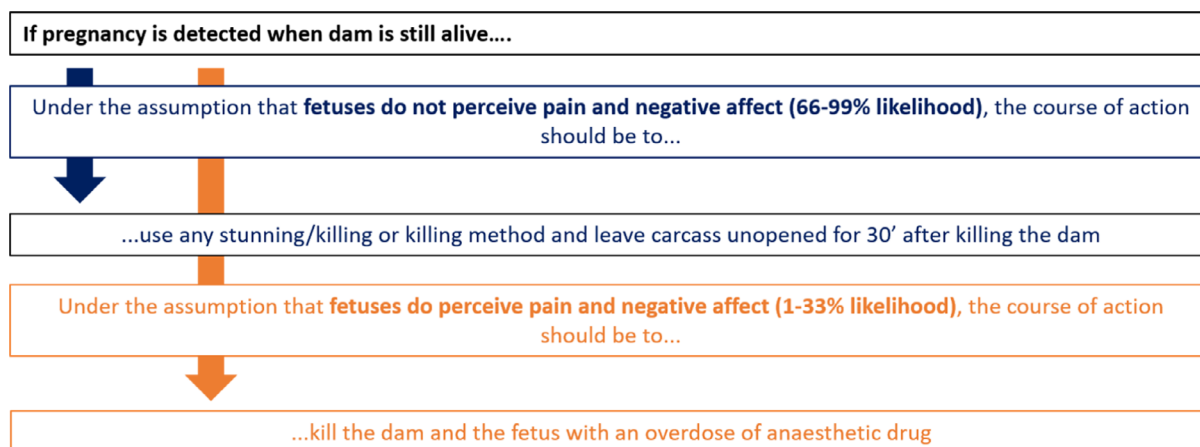 If pregnancy is detected when dam is still alive….
Under the assumption that fetuses do not perceive pain and negative affect (66-99% likelihood), the course of action
should be to...
...use any stunning/killing or killing method and leave carcass unopened for 30’ after killing the dam
Under the assumption that fetuses do perceive pain and negative affect (1-33% likelihood), the course of action
should be to...
...kill the dam and the fetus with an overdose of anaesthetic drug